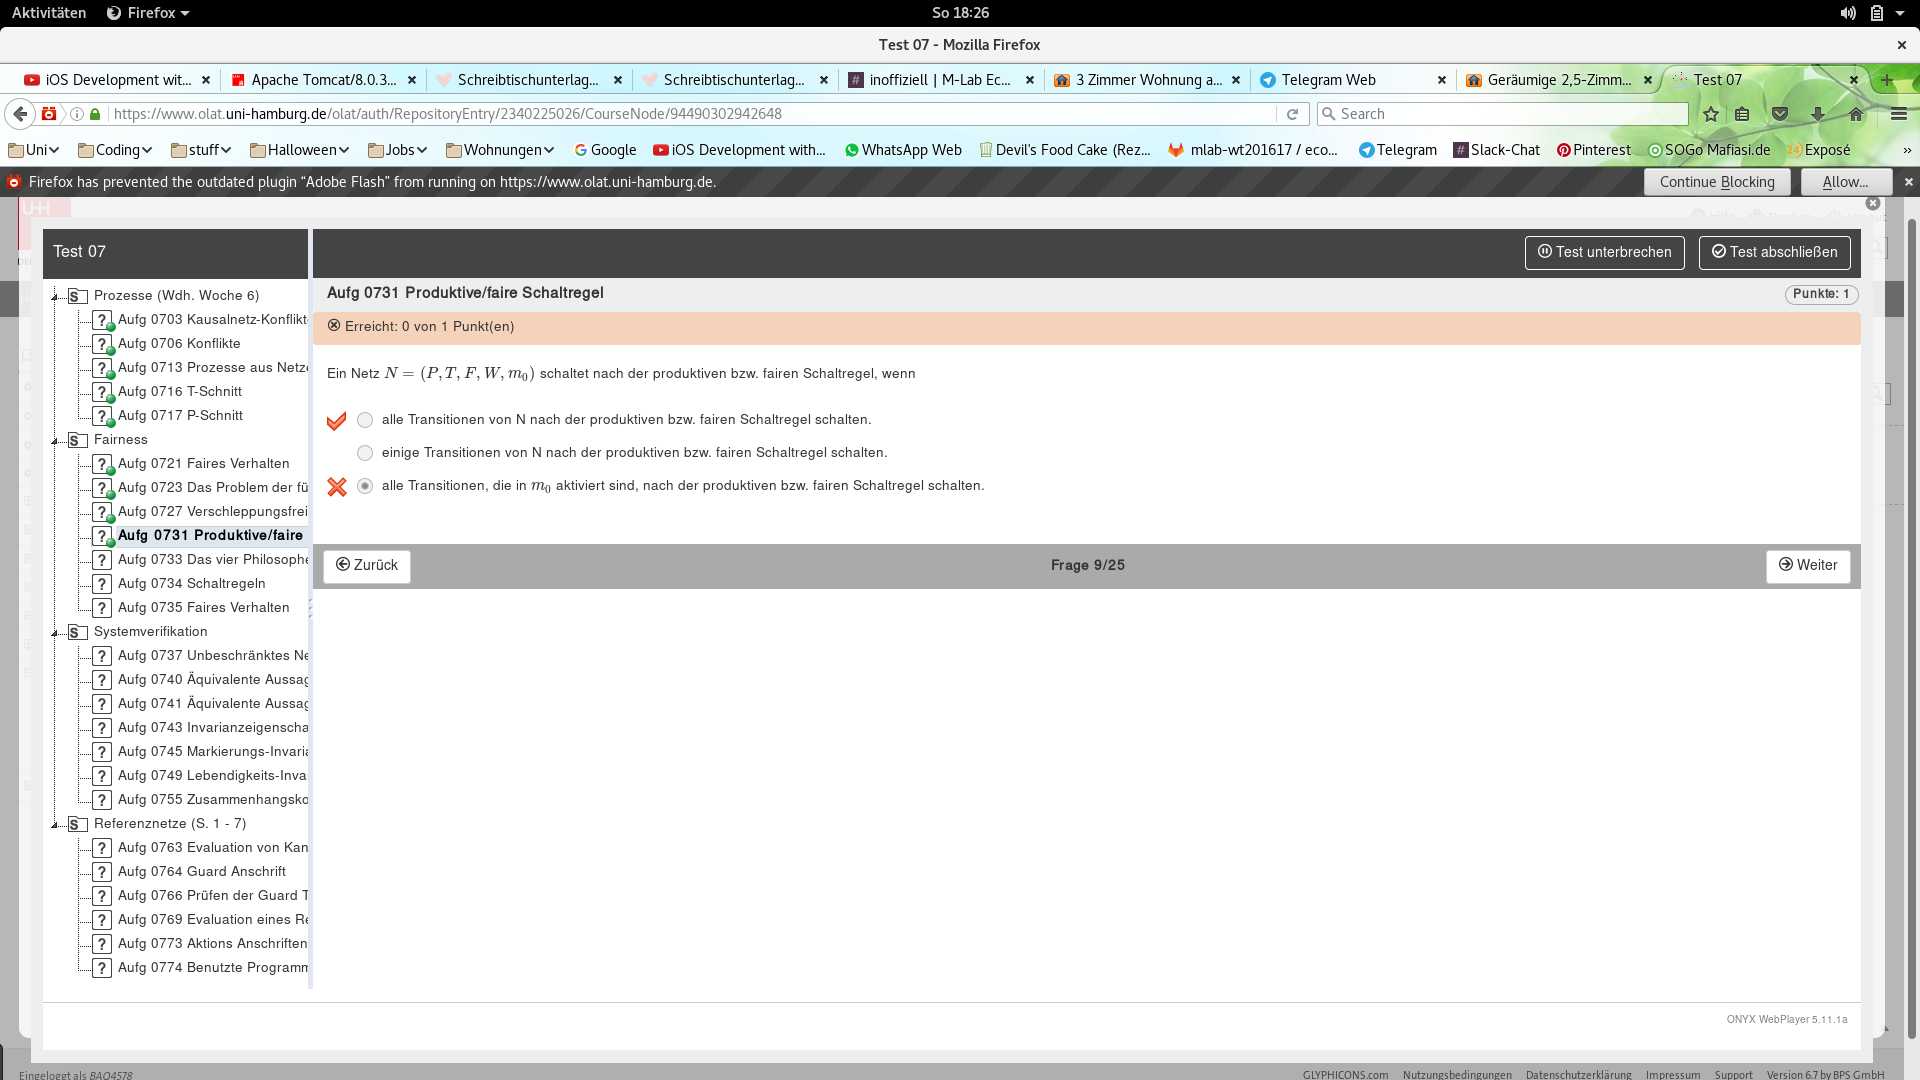 Aktivitäten Firefox So 18:26
Test 07 - Mozilla Firefox
iOS Development wit... Apache Tomcat/8.0.3... Schreibtischunterlag... Schreibtischunterlag... inoffiziell | M-Lab Ec... 3 Zimmer Wohnung a... Telegram Web Geräumige 2,5-Zimm... Test 07
https://www.olat.uni-hamburg.de/olat/auth/RepositoryEntry/2340225026/CourseNode/94490302942648 Search
Uni Coding stuff Halloween Jobs Wohnungen Google iOS Development with... WhatsApp Web Devil's Food Cake (Rez... mlab-wt201617 / eco... Telegram Slack-Chat Pinterest SOGo Mafiasi.de Exposé »
Firefox has prevented the outdated plugin “Adobe Flash” from running on https://www.olat.uni-hamburg.de. Continue Blocking Allow...
Test 07 Test unterbrechen Test abschließen
Prozesse (Wdh. Woche 6)
Aufg 0703 Kausalnetz-Konflikt
Aufg 0706 Konflikte
Aufg 0713 Prozesse aus Netz
Aufg 0716 T-Schnitt
Aufg 0717 P-Schnitt
Fairness
Aufg 0721 Faires Verhalten
Aufg 0723 Das Problem der fü
Aufg 0727 Verschleppungsfrei
Aufg 0731 Produktive/faire
Aufg 0733 Das vier Philosoph
Aufg 0734 Schaltregeln
Aufg 0735 Faires Verhalten
Systemverifikation
Aufg 0737 Unbeschränktes Ne
Aufg 0740 Äquivalente Aussag
Aufg 0741 Äquivalente Aussag
Aufg 0743 Invarianzeigenscha
Aufg 0745 Markierungs-Invaria
Aufg 0749 Lebendigkeits-Inva
Aufg 0755 Zusammenhangsko
Referenznetze (S. 1 - 7)
Aufg 0763 Evaluation von Kan
Aufg 0764 Guard Anschrift
Aufg 0766 Prüfen der Guard T
Aufg 0769 Evaluation eines Re
Aufg 0773 Aktions Anschriften
Aufg 0774 Benutzte Programm
Aufg 0731 Produktive/faire Schaltregel Punkte: 1
Erreicht: 0 von 1 Punkt(en)
Ein Netz N = (P, T, F, W, m₀) schaltet nach der produktiven bzw. fairen Schaltregel, wenn
alle Transitionen von N nach der produktiven bzw. fairen Schaltregel schalten.
einige Transitionen von N nach der produktiven bzw. fairen Schaltregel schalten.
alle Transitionen, die in m₀ aktiviert sind, nach der produktiven bzw. fairen Schaltregel schalten.
Zurück Frage 9/25 Weiter
ONYX WebPlayer 5.11.1a
Eingeloggt als BAQ4578 GLYPHICONS.com Nutzungsbedingungen Datenschutzerklärung Impressum Support Version 6.7 by BPS GmbH